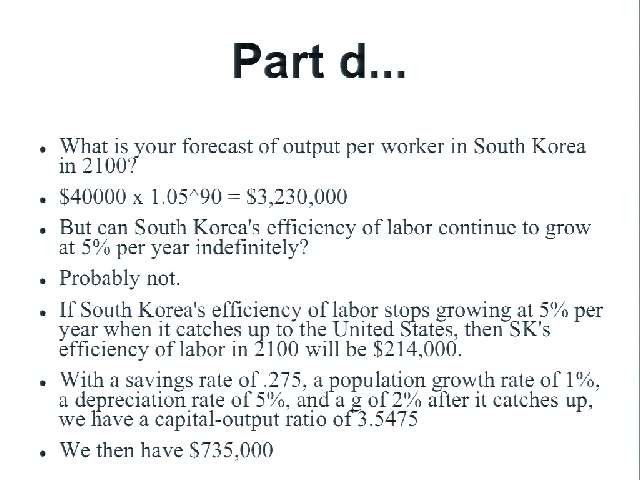 Part d...
What is your forecast of output per worker in South Korea
in 2100?
$40000 x 1.05^90 = $3,230,000
But can South Korea's efficiency of labor continue to grow
at 5% per year indefinitely?
Probably not.
If South Korea's efficiency of labor stops growing at 5% per
year when it catches up to the United States, then SK's
efficiency of labor in 2100 will be $214,000.
With a savings rate of .275, a population growth rate of 1%,
a depreciation rate of 5%, and a g of 2% after it catches up,
we have a capital-output ratio of 3.5475
We then have $735,000